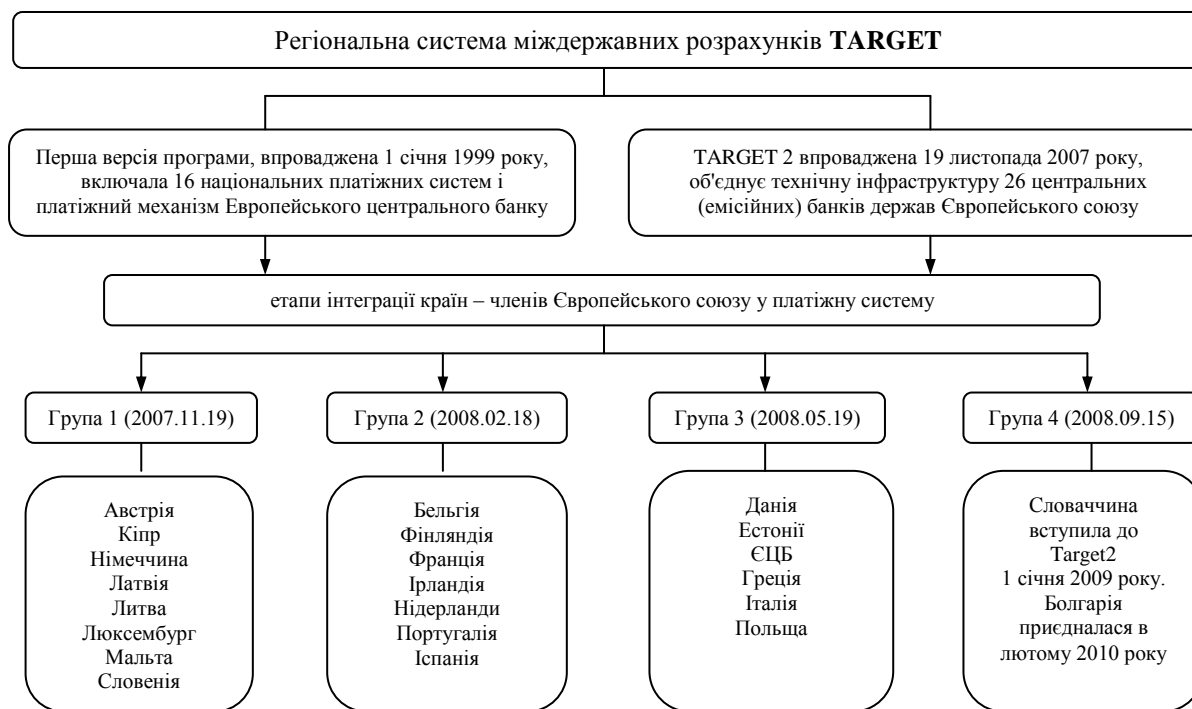 Регіональна система міждержавних розрахунків TARGET
Перша версія програми, впроваджена 1 січня 1999 року,
включала 16 національних платіжних систем і
платіжний механізм Европейського центрального банку
TARGET 2 впроваджена 19 листопада 2007 року,
об'єднує технічну інфраструктуру 26 центральних
(емісійних) банків держав Європейського союзу
етапи інтеграції країн – членів Європейського союзу у платіжну систему
Група 1 (2007.11.19)
Група 2 (2008.02.18)
Група 3 (2008.05.19)
Група 4 (2008.09.15)
Австрія
Кіпр
Німеччина
Латвія
Литва
Люксембург
Мальта
Словенія
Бельгія
Фінляндія
Франція
Ірландія
Нідерланди
Португалія
Іспанія
Данія
Естонії
ЄЦБ
Греція
Італія
Польща
Словаччина
вступила до
Target2
1 січня 2009 року.
Болгарія
приєдналася в
лютому 2010 року